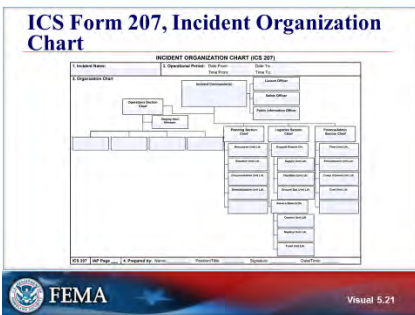 ICS Form 207, Incident Organization
Chart
INCIDENT ORGANIZATION CHART (ICS 207)
1. Incident Name:
2. Operational Period: Date From: Date To:
Time From: Time To:
3. Organization Chart
Liaison Officer
Incident Commander(s)
Safety Officer
Public Information Officer
Operations Section
Chief
Staging Area
Manager
Planning Section
Chief
Logistics Section
Chief
Finance/Admin
Section Chief
Resources Unit Ldr.
Support Branch Dir.
Time Unit Ldr.
Situation Unit Ldr.
Supply Unit Ldr.
Procurement Unit Ldr.
Documentation Unit Ldr.
Facilities Unit Ldr.
Comp./Claims Unit Ldr.
Demobilization Unit Ldr.
Ground Spt. Unit Ldr.
Cost Unit Ldr.
Service Branch Dir.
Comms Unit Ldr.
Medical Unit Ldr.
Food Unit Ldr.
ICS 207 IAP Page 4. Prepared by: Name: Position/Title: Signature: Date/Time:
FEMA
Visual 5.21